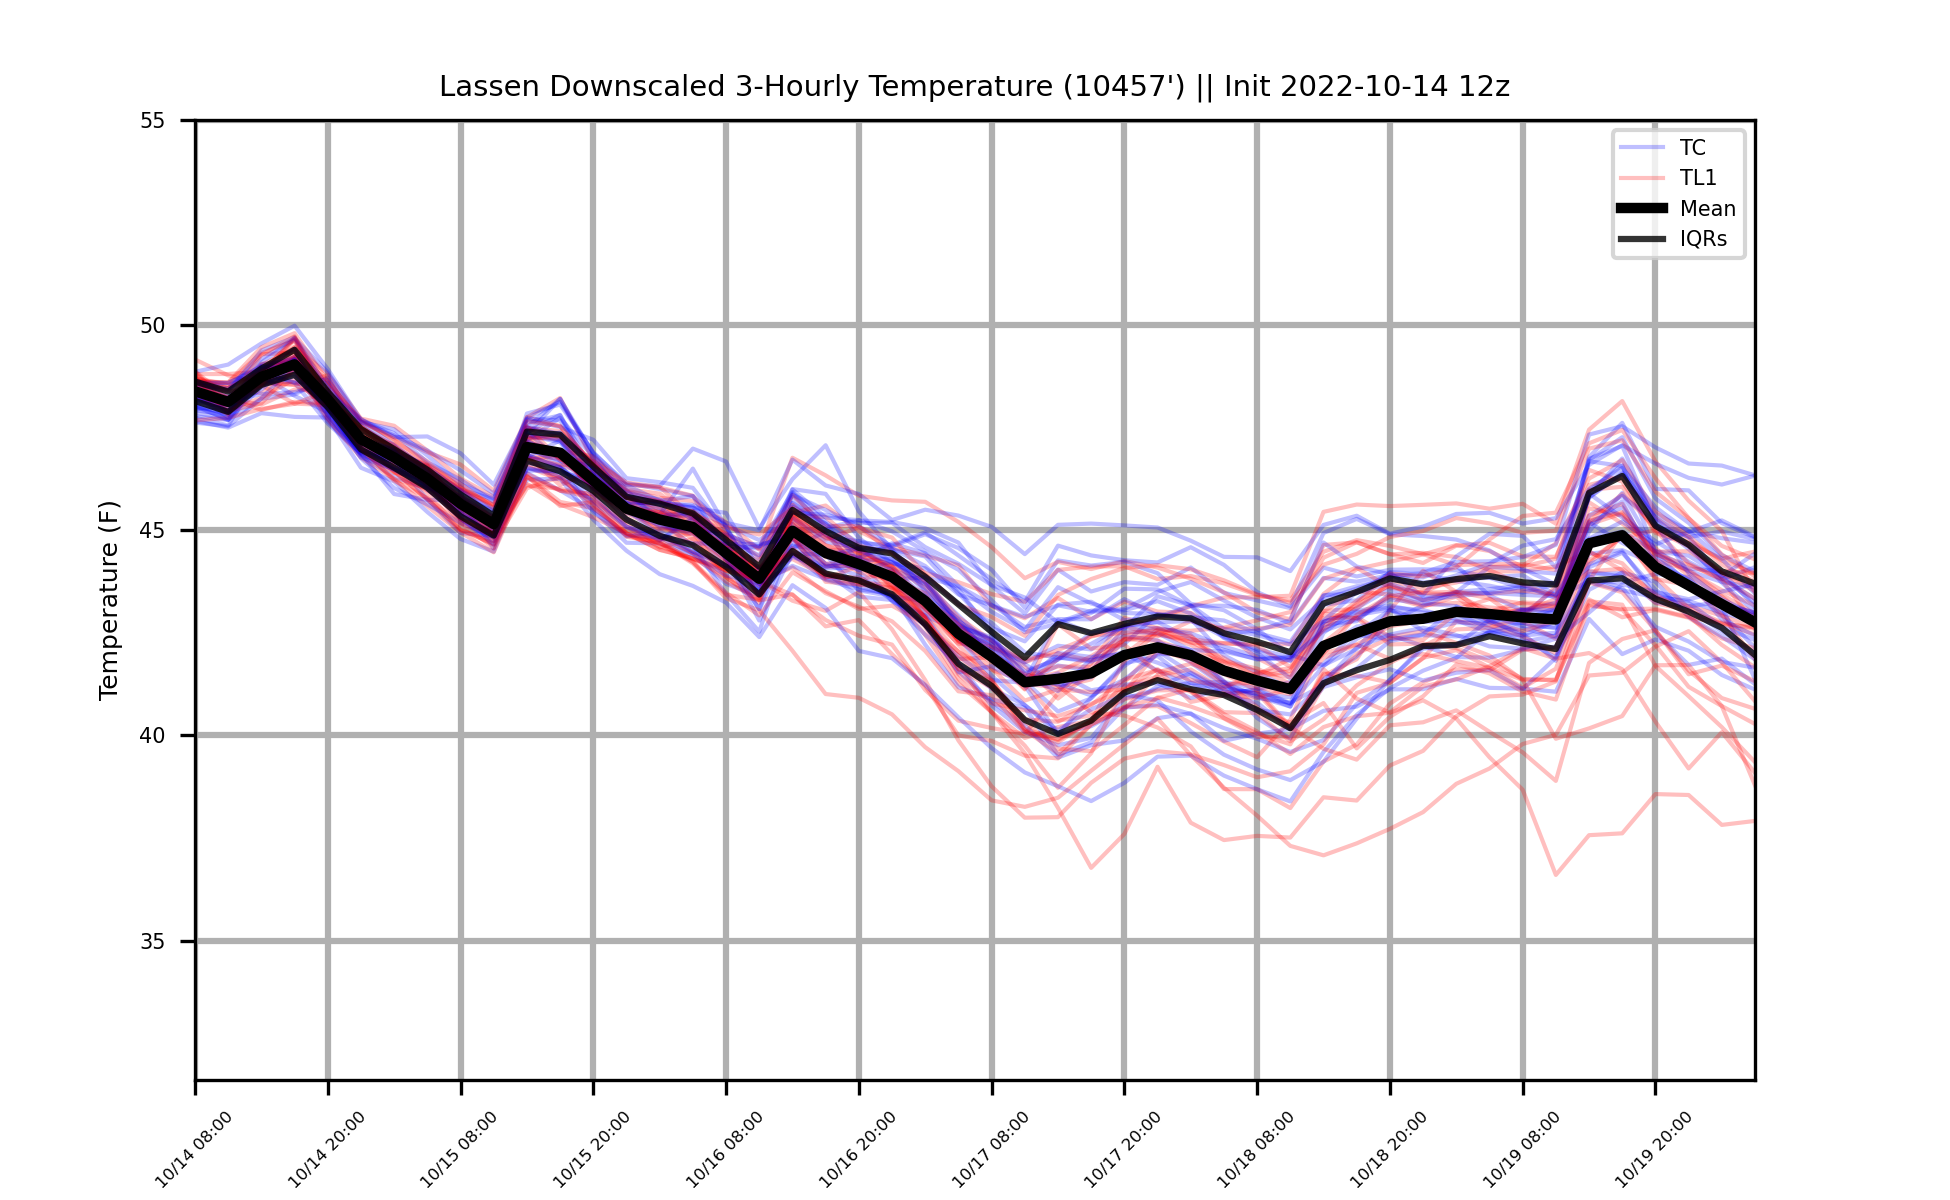 Lassen Downscaled 3-Hourly Temperature (10457') || Init 2022-10-14 12z
TC
TL1
Mean
IQRs
Temperature (F)
55
50
45
40
35
10/14 08:00
10/14 20:00
10/15 08:00
10/15 20:00
10/16 08:00
10/16 20:00
10/17 08:00
10/17 20:00
10/18 08:00
10/18 20:00
10/19 08:00
10/19 20:00